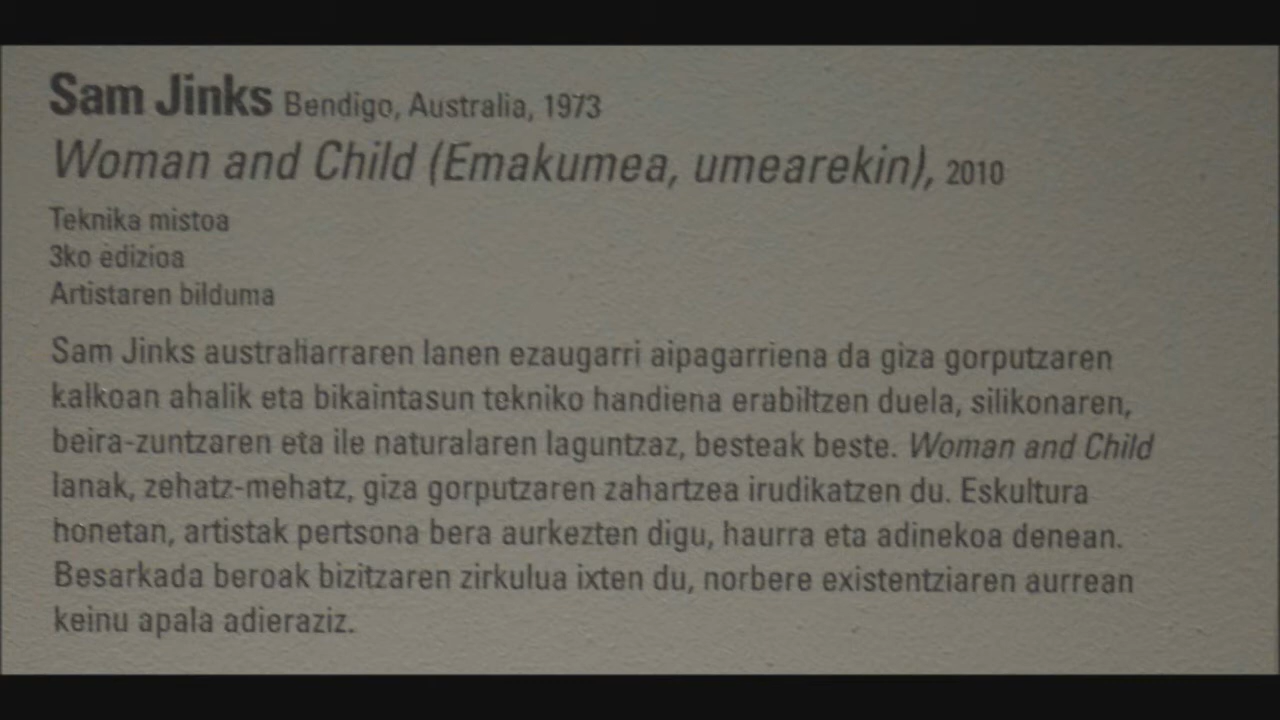 Sam Jinks Bendigo, Australia, 1973
Woman and Child (Emakumea, umearekin), 2010
Teknika mistoa
3ko edizioa
Artistaren bilduma
Sam Jinks australiarraren lanen ezaugarri aipagarriena da giza gorputzaren
kalkoan ahalik eta bikaintasun tekniko handiena erabiltzen duela, silikonaren,
beira-zuntzaren eta ile naturalaren laguntzaz, besteak beste. Woman and Child
lanak, zehatz-mehatz, giza gorputzaren zahartzea irudikatzen du. Eskultura
honetan, artistak pertsona bera aurkezten digu, haurra eta adinekoa denean.
Besarkada beroak bizitzaren zirkulua ixten du, norbere existentziaren aurrean
keinu apala adieraziz.